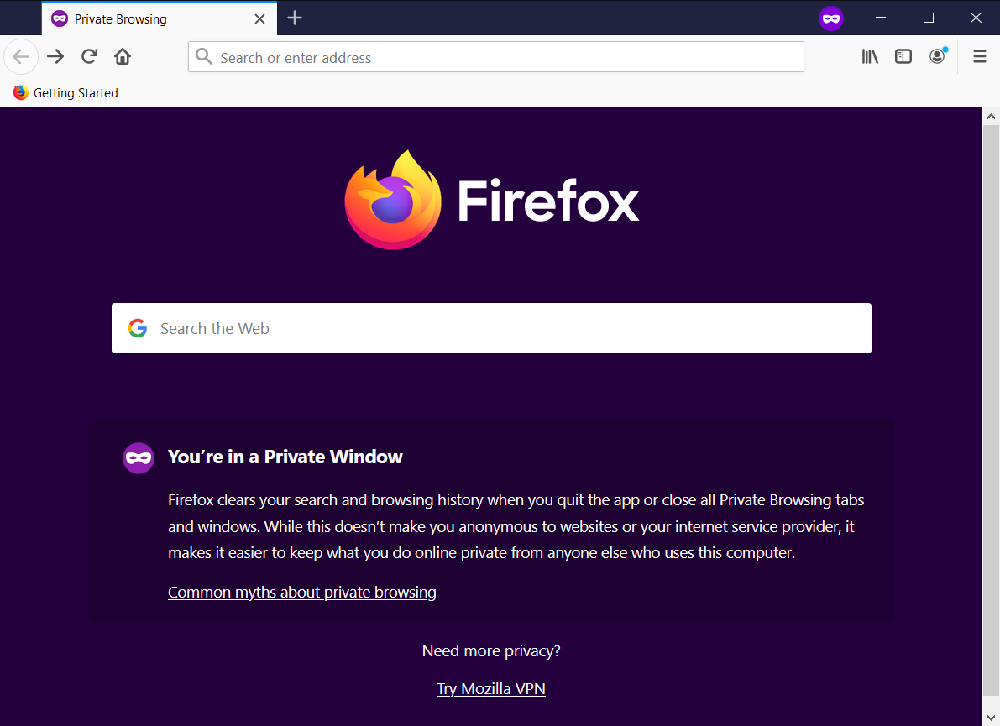 Private Browsing
Search or enter address
Getting Started
Firefox
Search the Web
You’re in a Private Window
Firefox clears your search and browsing history when you quit the app or close all Private Browsing tabs
and windows. While this doesn’t make you anonymous to websites or your internet service provider, it
makes it easier to keep what you do online private from anyone else who uses this computer.
Common myths about private browsing
Need more privacy?
Try Mozilla VPN